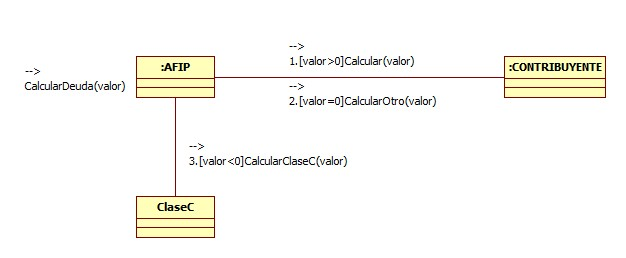 -->
1.[valor>0]Calcular(valor)
:AFIP
:CONTRIBUYENTE
-->
CalcularDeuda(valor)
-->
2.[valor=0]CalcularOtro(valor)
-->
3.[valor<0]CalcularClaseC(valor)
ClaseC